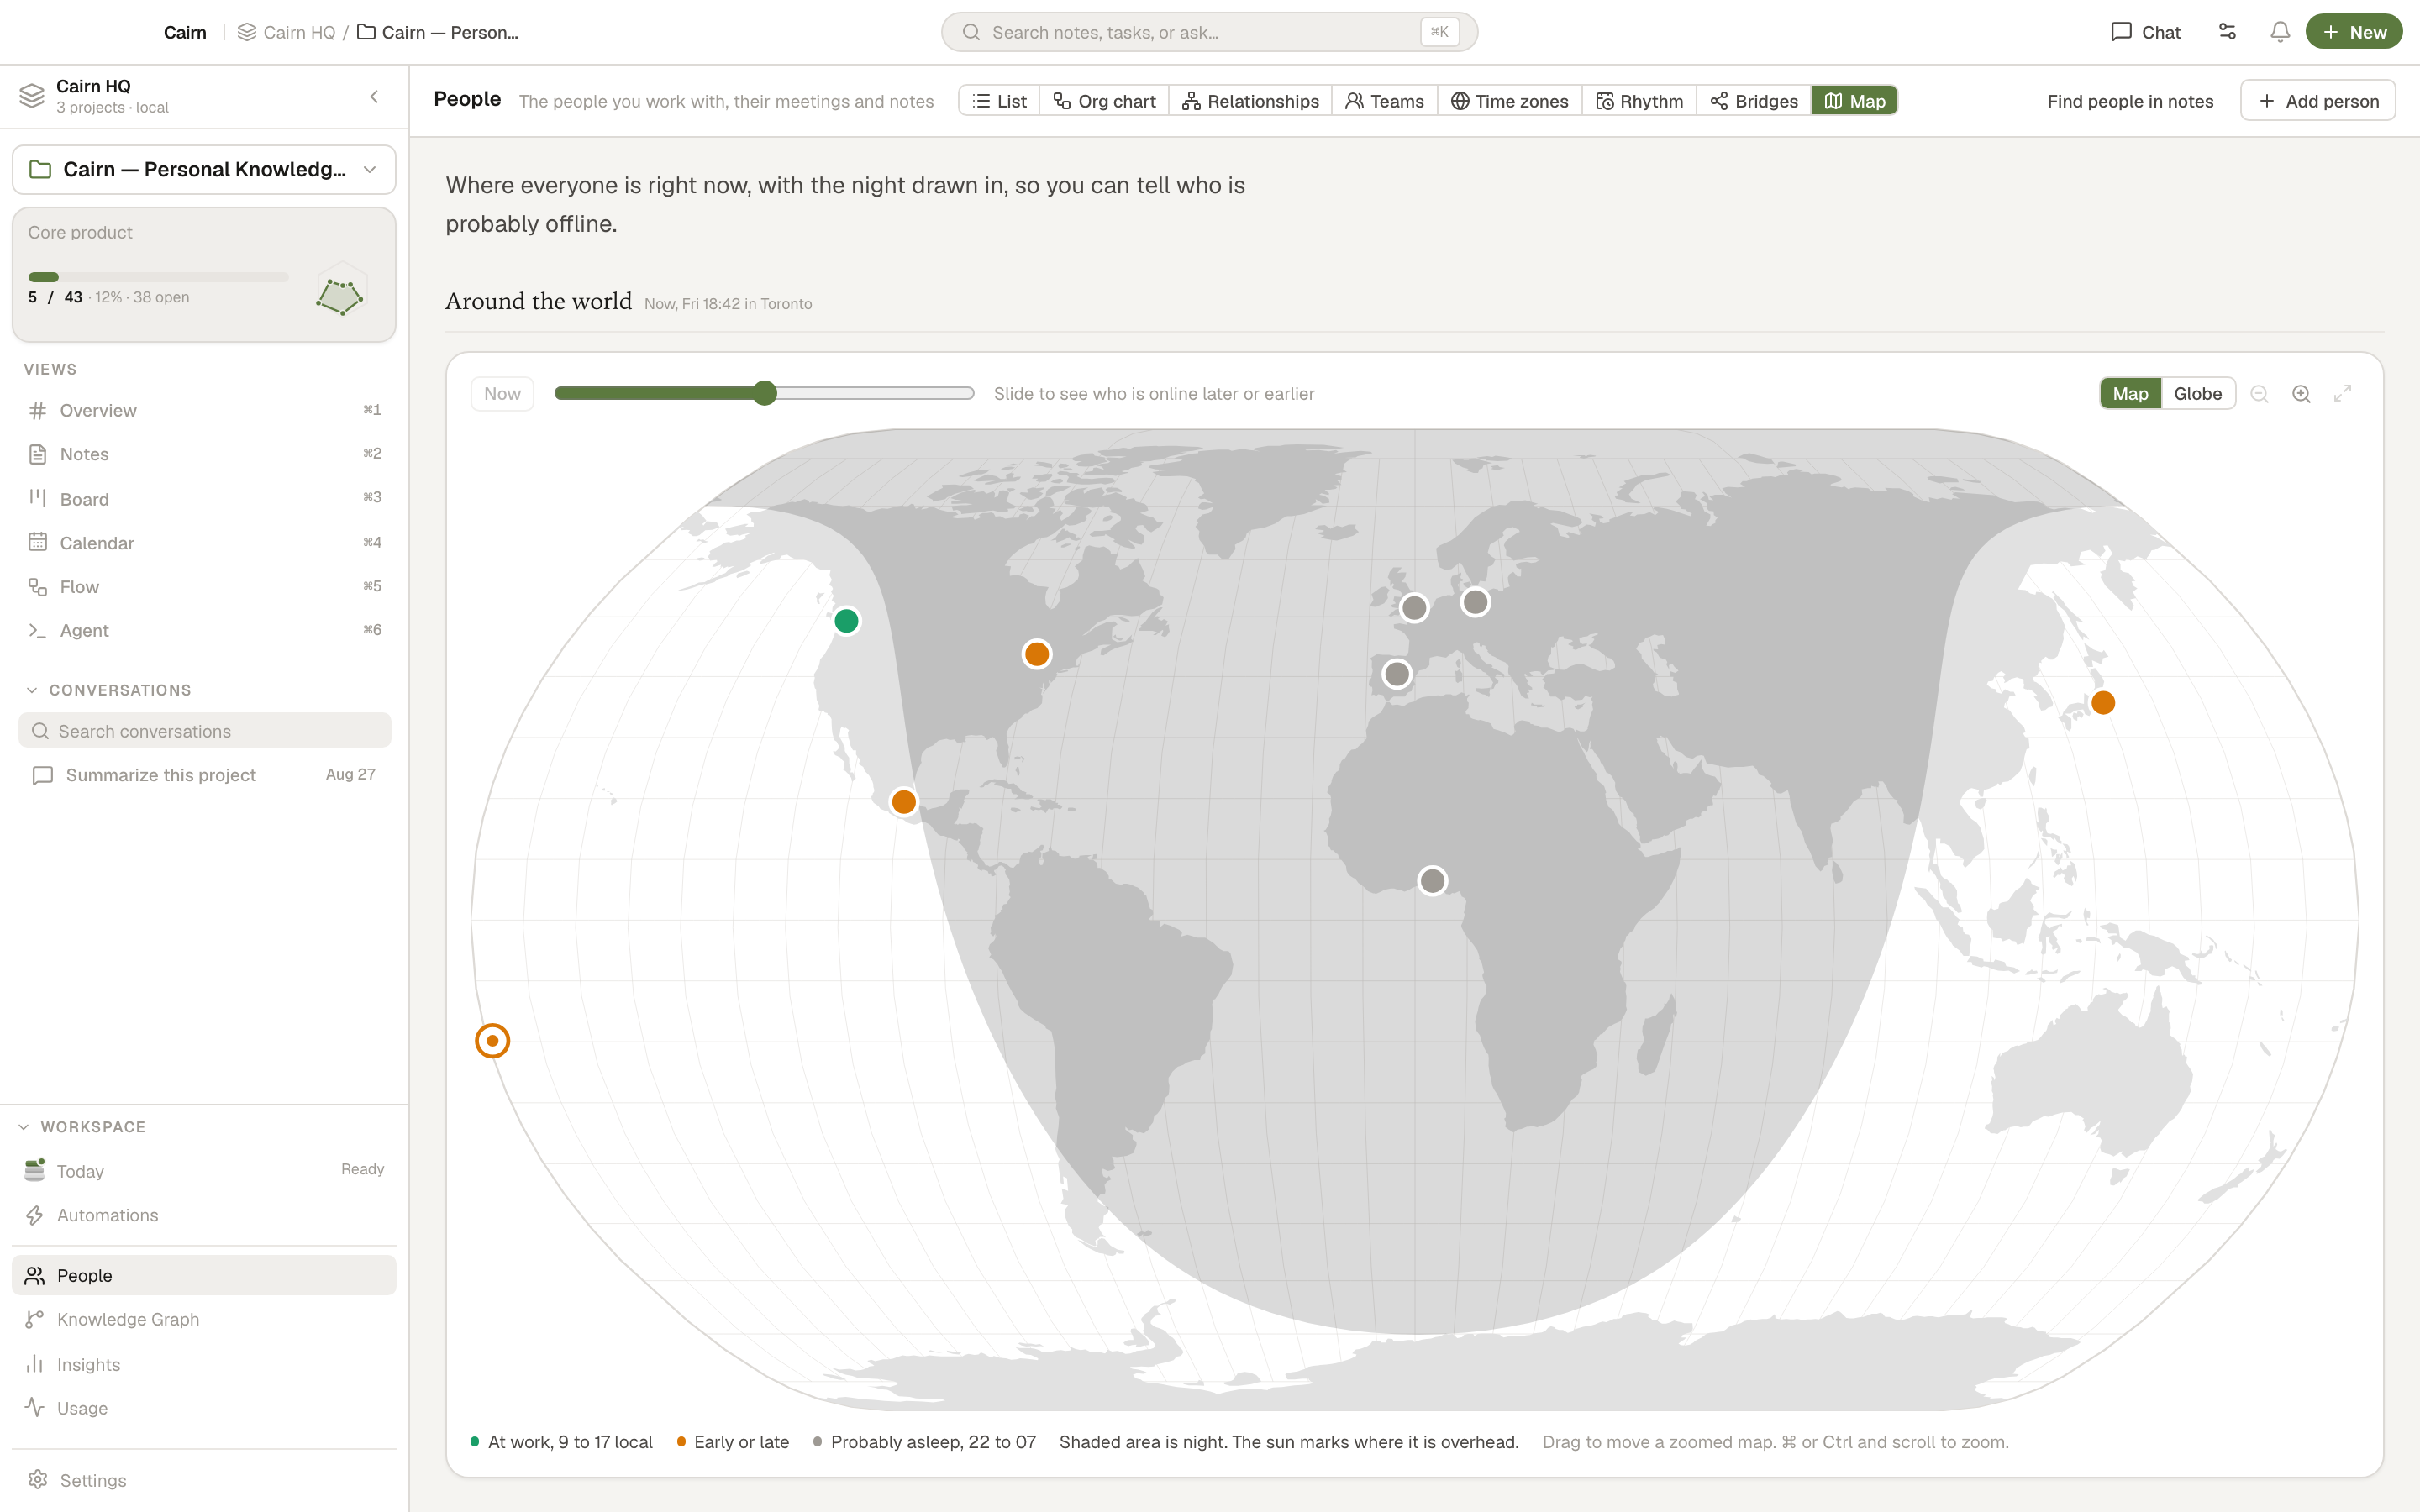 Cairn
Cairn HQ / Cairn — Person...
Search notes, tasks, or ask...
⌘K
Chat
New
Cairn HQ
3 projects · local
Cairn — Personal Knowledg...
Core product
5 / 43 · 12% · 38 open
VIEWS
Overview ⌘1
Notes ⌘2
Board ⌘3
Calendar ⌘4
Flow ⌘5
Agent ⌘6
CONVERSATIONS
Search conversations
Summarize this project Aug 27
WORKSPACE
Today Ready
Automations
People
Knowledge Graph
Insights
Usage
Settings
People The people you work with, their meetings and notes
List Org chart Relationships Teams Time zones Rhythm Bridges Map
Find people in notes
Add person
Where everyone is right now, with the night drawn in, so you can tell who is
probably offline.
Around the world Now, Fri 18:42 in Toronto
Now
Slide to see who is online later or earlier
Map Globe
At work, 9 to 17 local Early or late Probably asleep, 22 to 07 Shaded area is night. The sun marks where it is overhead. Drag to move a zoomed map. ⌘ or Ctrl and scroll to zoom.